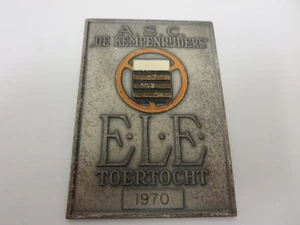 A.S.C.
"DE KEMPENRIJDERS"
E·L·E·
TOERTOCHT
1970